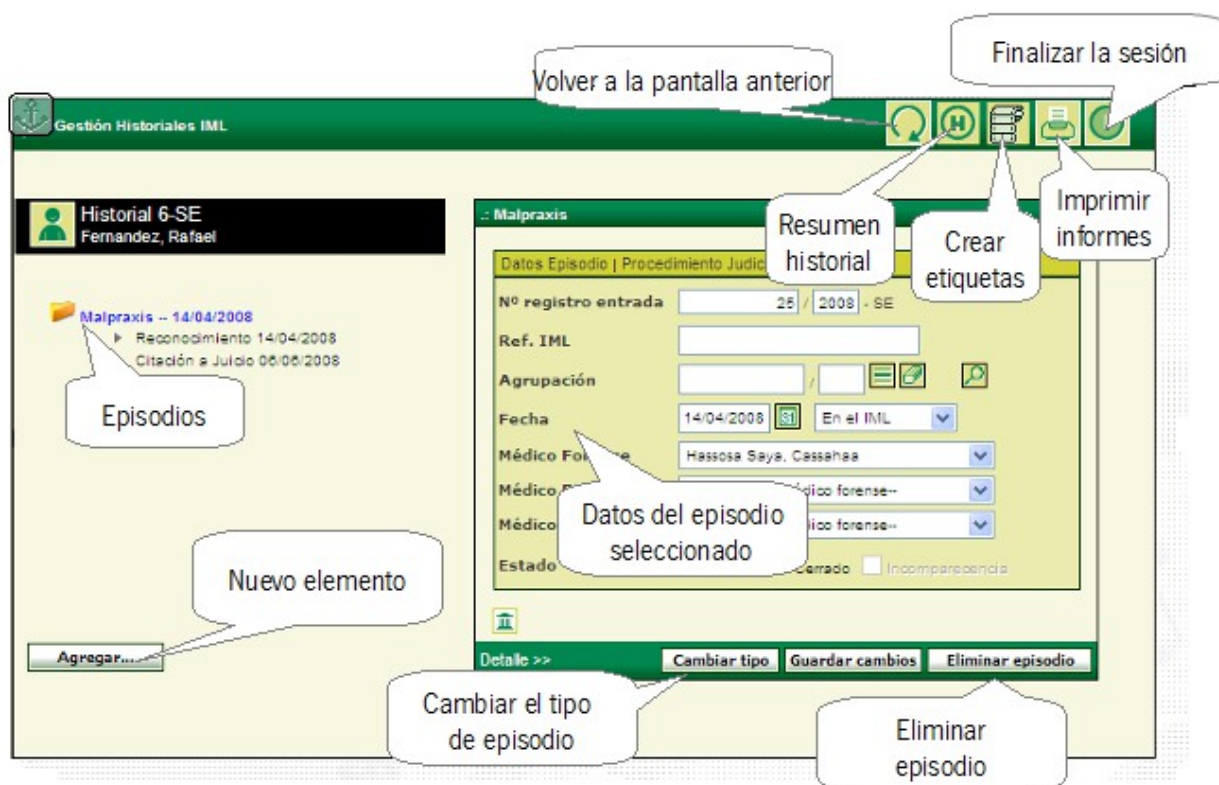 Finalizar la sesión
Volver a la pantalla anterior
Gestión Historiales IML
H
Imprimir
informes
Resumen
historial
Crear
etiquetas
Historial 6-SE
Fernandez, Rafael
.: Malpraxis
Datos Episodio | Procedimiento Judic
Nº registro entrada 25 / 2008 - SE
Malpraxis -- 14/04/2008
Reconocimiento 14/04/2008
Citación a Juicio 06/06/2008
Ref. IML
Agrupación /
Episodios
Fecha 14/04/2008 31 En el IML
Médico Fo Hassosa Saya, Cassahaa
Médico dico forense--
Médico dico forense--
Datos del episodio
seleccionado
Estado Cerrado Incomparecencia
Nuevo elemento
Agregar...
Detalle >> Cambiar tipo Guardar cambios Eliminar episodio
Cambiar el tipo
de episodio
Eliminar
episodio